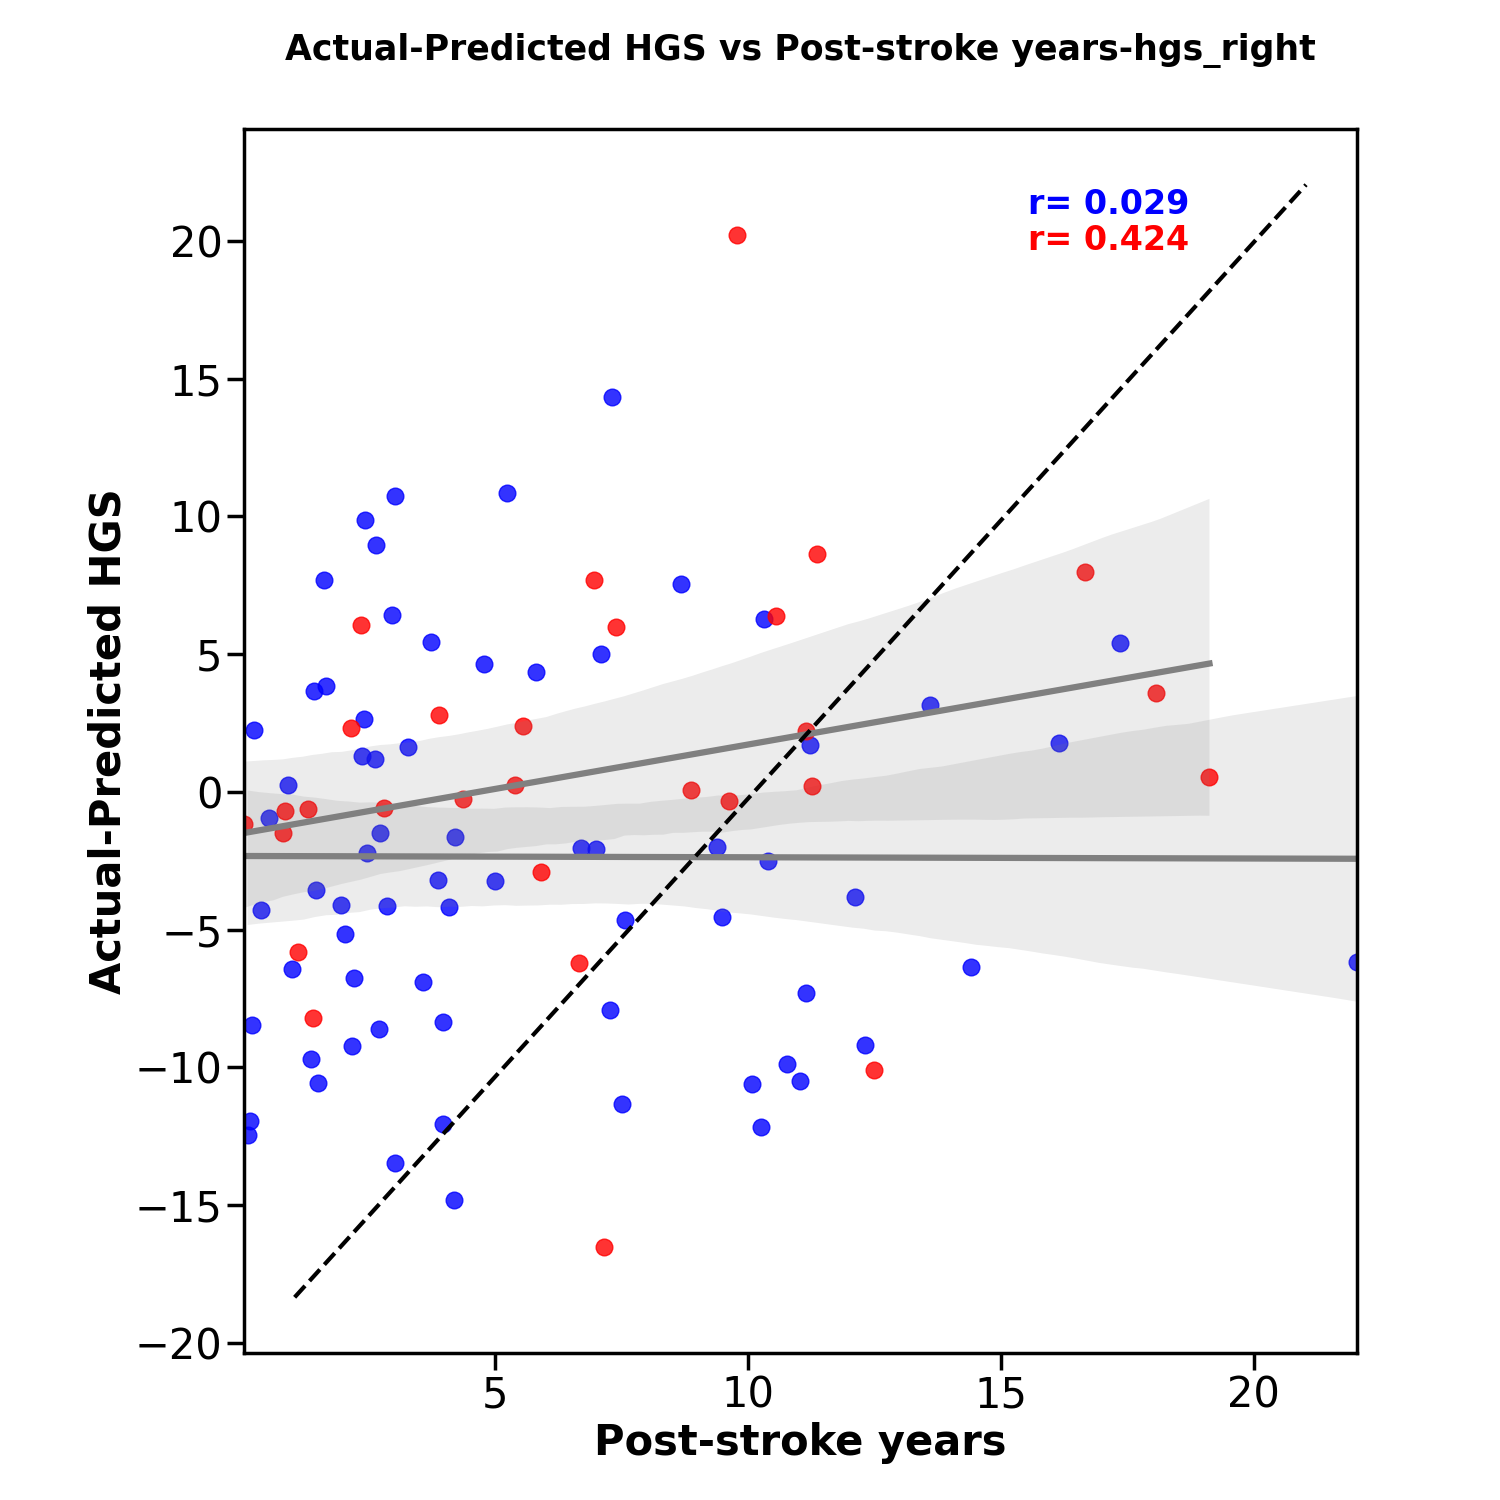 Actual-Predicted HGS vs Post-stroke years-hgs_right
r= 0.029
r= 0.424
20
15
10
5
0
−5
−10
−15
−20
Actual-Predicted HGS
5 10 15 20
Post-stroke years